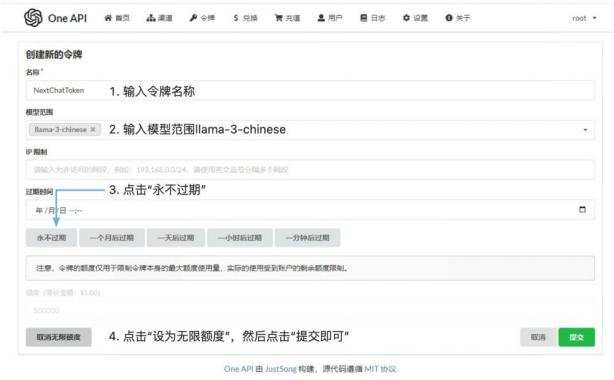 One API 首页 渠道 令牌 $ 兑换 充值 用户 日志 设置 关于 root
创建新的令牌
名称*
NextChatToken 1. 输入令牌名称
模型范围
llama-3-chinese × 2. 输入模型范围llama-3-chinese
IP 限制
请输入允许访问的网段，例如：192.168.0.0/24，请使用英文逗号分隔多个网段
过期时间 3. 点击“永不过期”
年 /月/日 --:--
永不过期 一个月后过期 一天后过期 一小时后过期 一分钟后过期
注意，令牌的额度仅用于限制令牌本身的最大额度使用量，实际的使用受到账户的剩余额度限制。
额度（等价金额：$1.00）
500000
取消无限额度 4. 点击“设为无限额度”，然后点击“提交即可” 取消 提交
One API 由 JustSong 构建，源代码遵循 MIT 协议